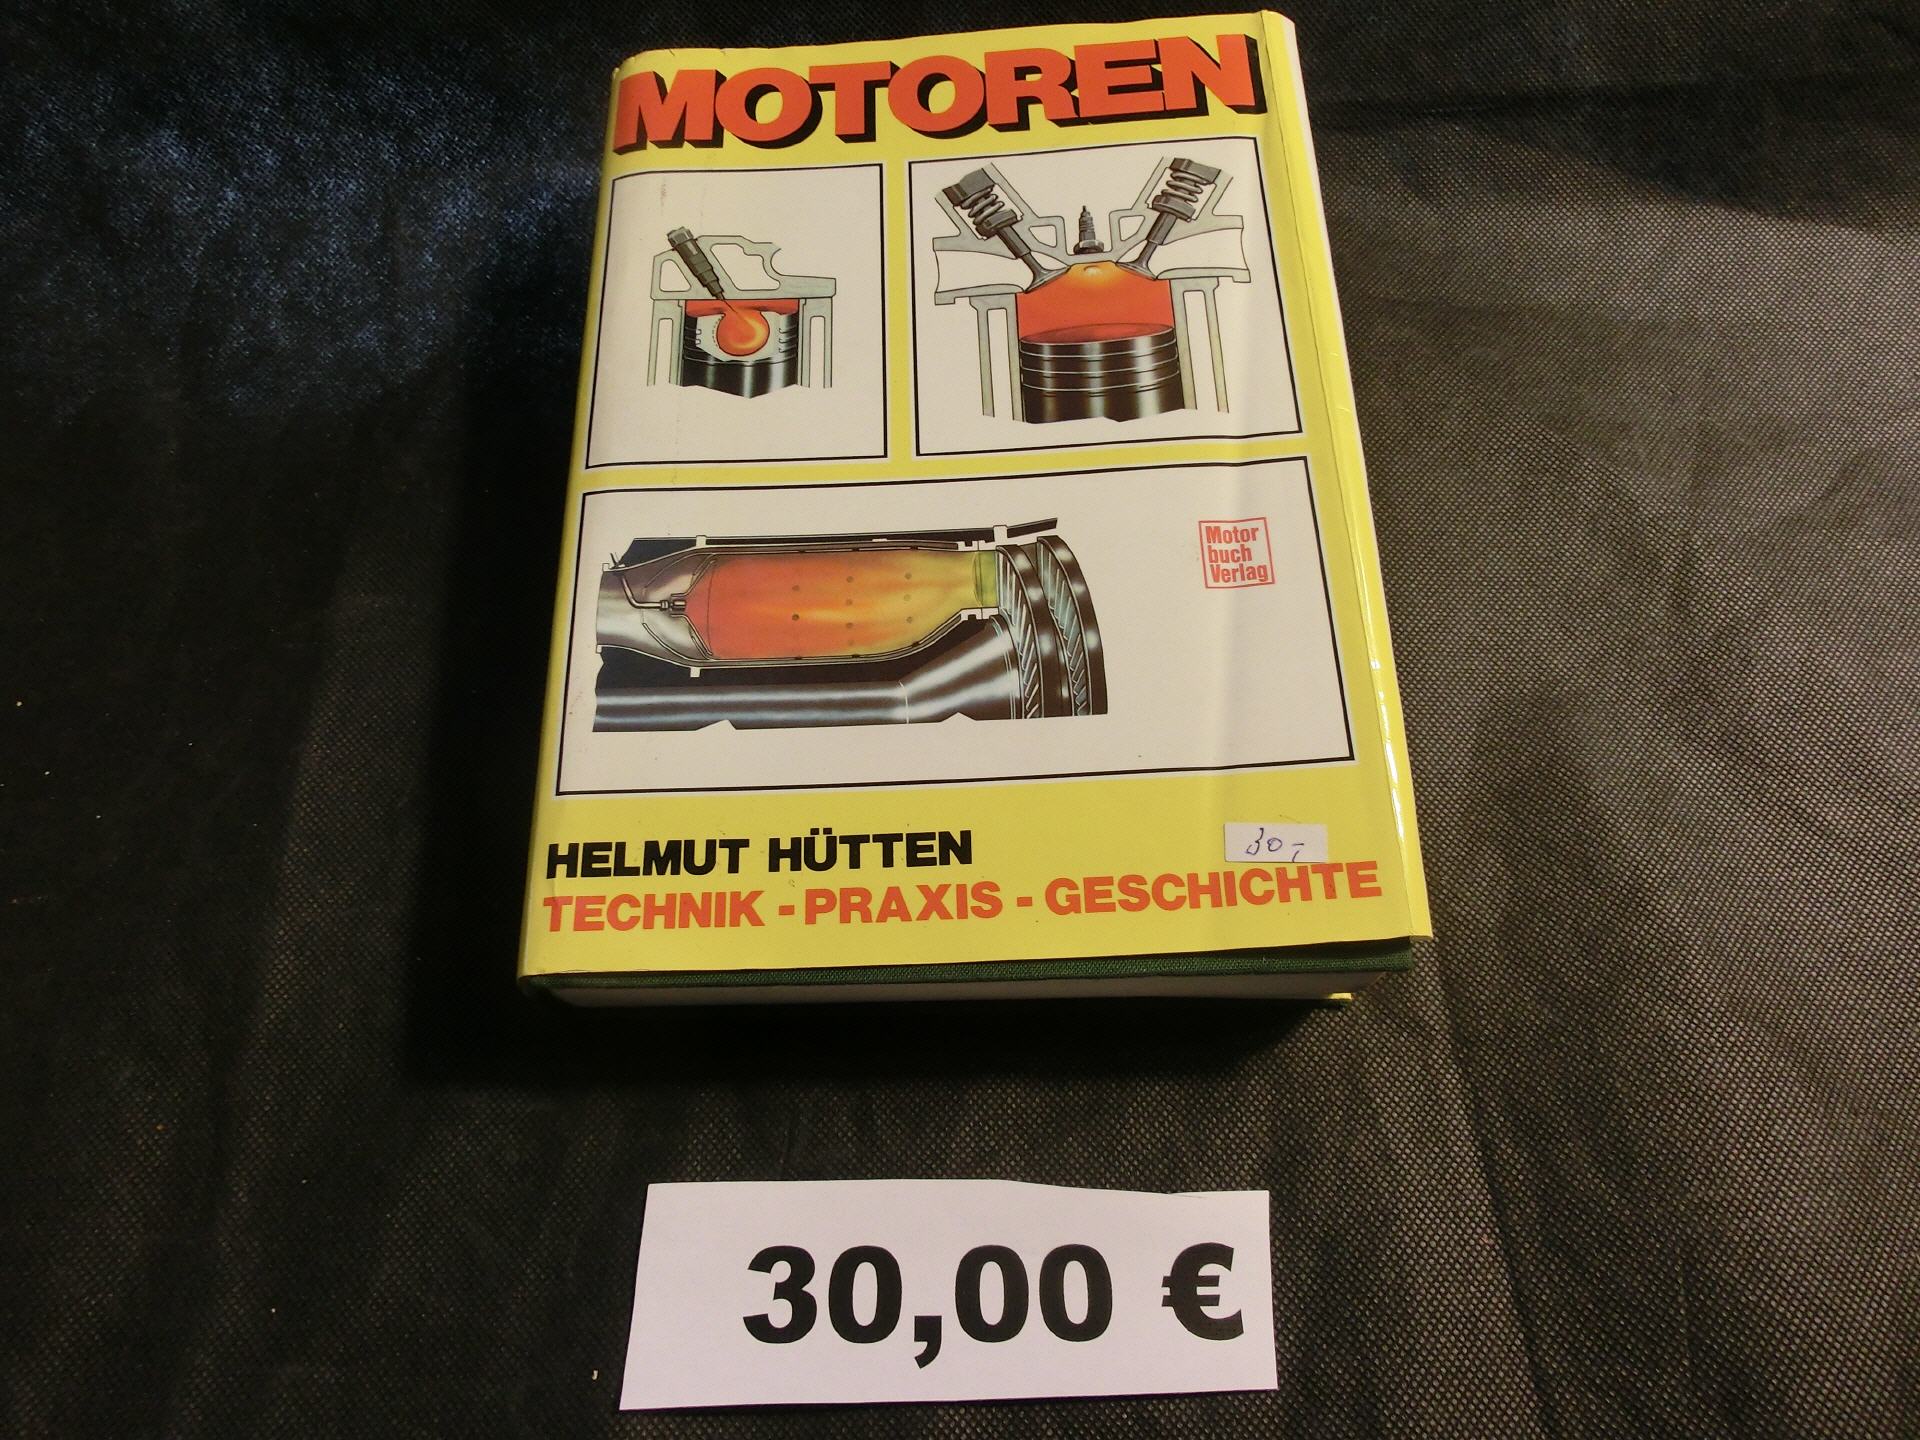 MOTOREN
Motor
buch
Verlag
HELMUT HÜTTEN
30,-
TECHNIK - PRAXIS - GESCHICHTE
30,00 €